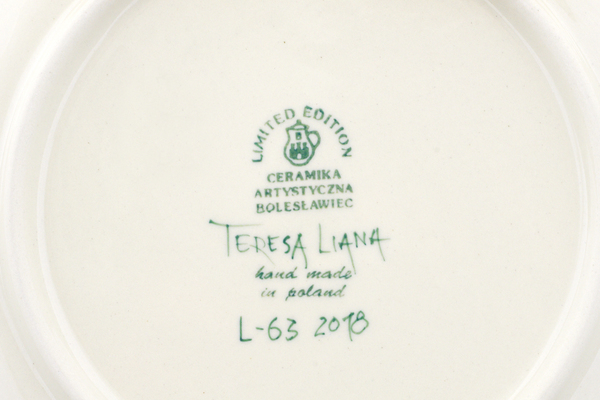 LIMITED EDITION
CERAMIKA
ARTYSTYCZNA
BOLESŁAWIEC
TERESA LIANA
hand made
in poland
L-63 2018